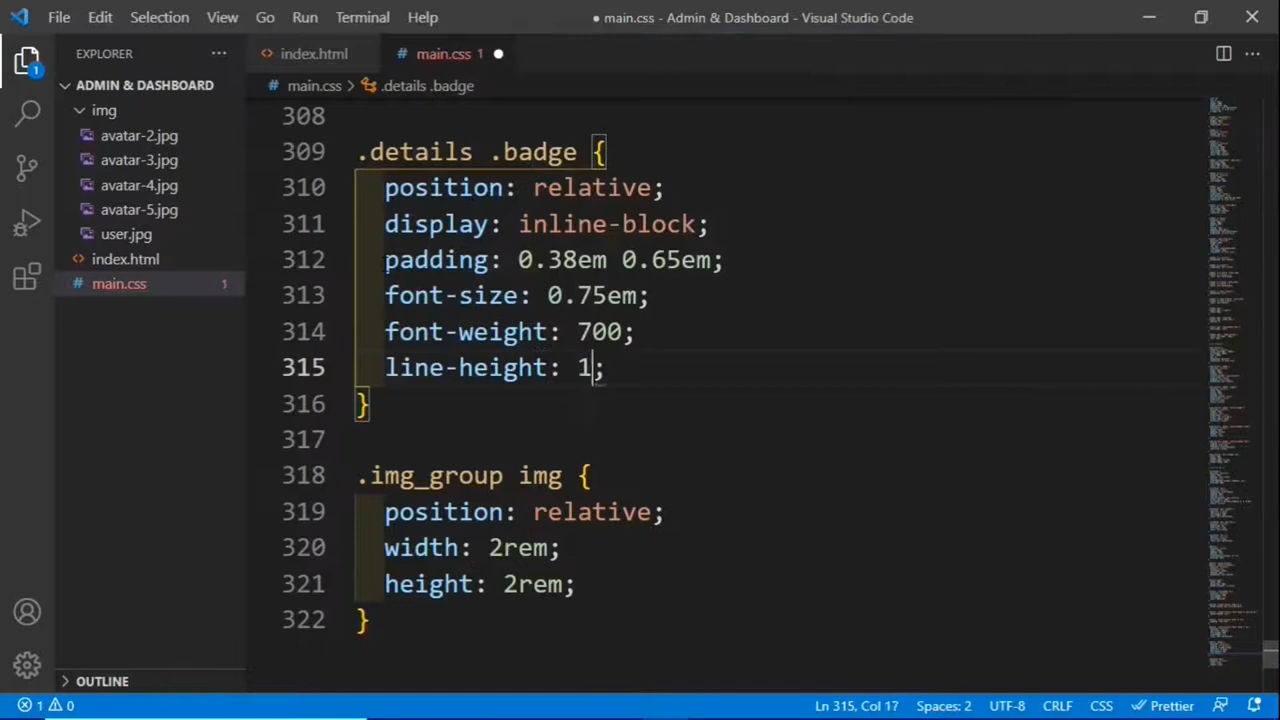 File Edit Selection View Go Run Terminal Help ● main.css - Admin & Dashboard - Visual Studio Code
EXPLORER ··· <> index.html # main.css 1 ●
1
ADMIN & DASHBOARD # main.css > .details .badge
img
avatar-2.jpg
avatar-3.jpg
avatar-4.jpg
avatar-5.jpg
user.jpg
<> index.html
# main.css 1
308
309 .details .badge {
310 position: relative;
311 display: inline-block;
312 padding: 0.38em 0.65em;
313 font-size: 0.75em;
314 font-weight: 700;
315 line-height: 1;
316 }
317
318 .img_group img {
319 position: relative;
320 width: 2rem;
321 height: 2rem;
322 }
OUTLINE
1 0 Ln 315, Col 17 Spaces: 2 UTF-8 CRLF CSS Prettier